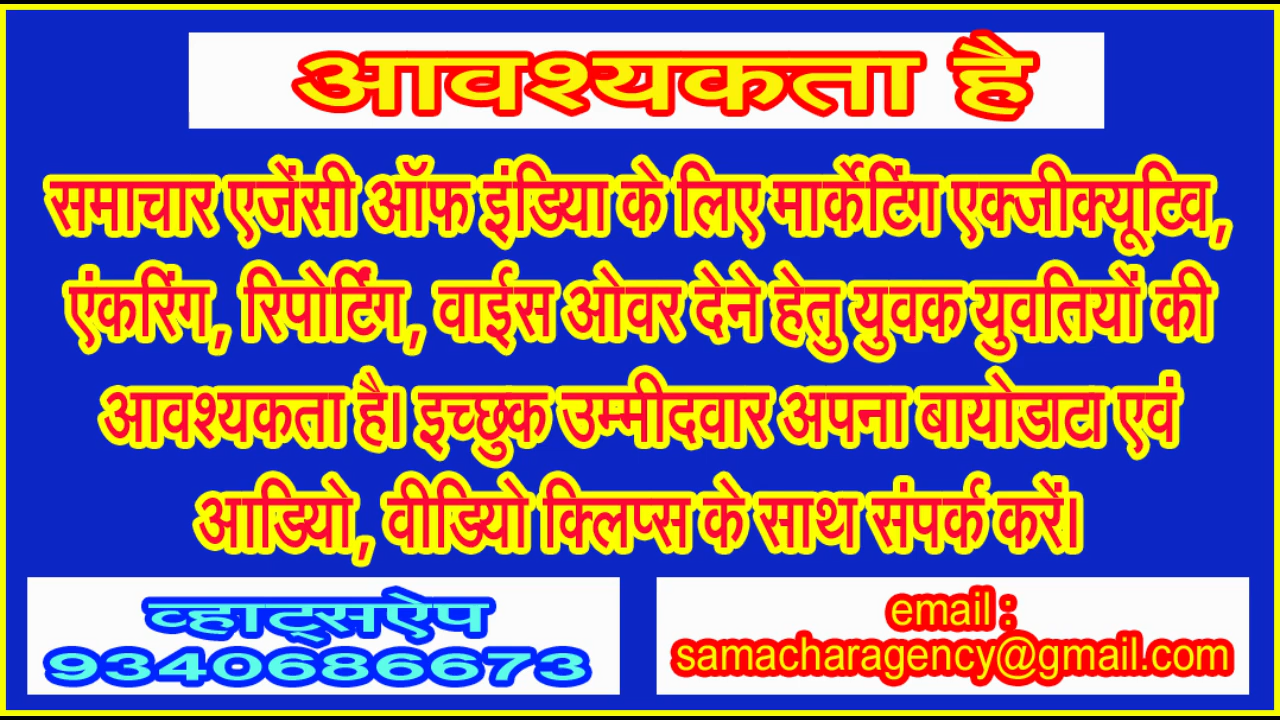 आवश्यकता है
समाचार एजेंसी ऑफ इंडिया के लिए मार्केटिंग एक्जीक्यूटिव,
एंकरिंग, रिपोर्टिंग, वाईस ओवर देने हेतु युवक युवतियों की
आवश्यकता है। इच्छुक उम्मीदवार अपना बायोडाटा एवं
आडियो, वीडियो क्लिप्स के साथ संपर्क करें।
व्हाट्सऐप
9340686673
email :
samacharagency@gmail.com